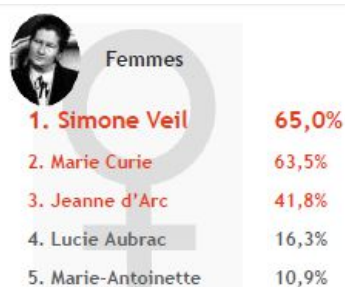 Femmes
1. Simone Veil 65,0%
2. Marie Curie 63,5%
3. Jeanne d'Arc 41,8%
4. Lucie Aubrac 16,3%
5. Marie-Antoinette 10,9%